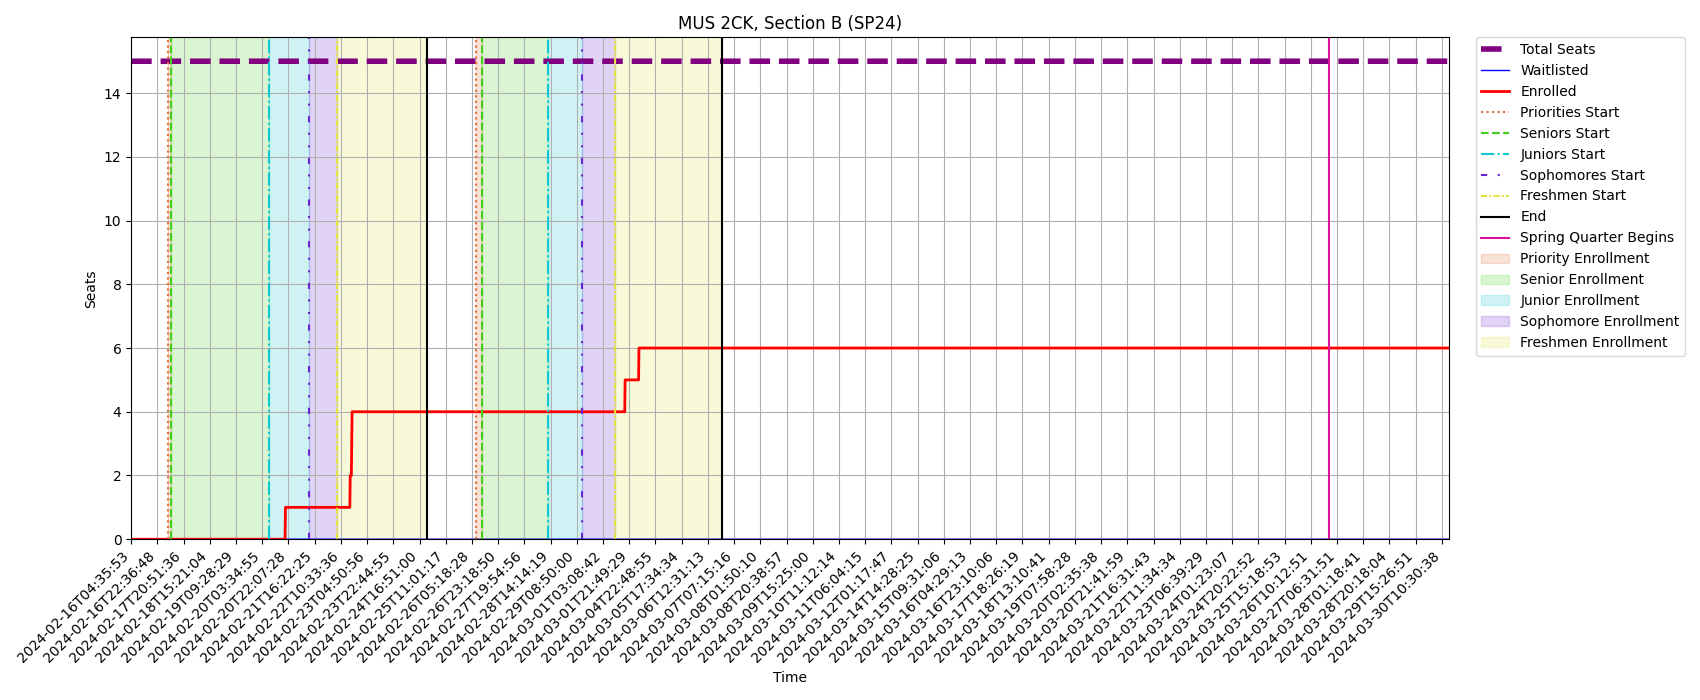 MUS 2CK, Section B (SP24)
Seats
14
12
10
8
6
4
2
0
2024-02-16T04:35:53
2024-02-16T22:36:48
2024-02-17T20:51:36
2024-02-18T15:21:04
2024-02-19T09:28:29
2024-02-20T03:34:55
2024-02-20T22:07:28
2024-02-21T16:22:25
2024-02-22T10:33:36
2024-02-23T04:50:56
2024-02-23T22:44:55
2024-02-24T16:51:00
2024-02-25T11:01:17
2024-02-26T05:18:28
2024-02-26T23:18:50
2024-02-27T19:54:56
2024-02-28T14:14:19
2024-02-29T08:50:00
2024-03-01T03:08:42
2024-03-01T21:49:29
2024-03-04T22:48:55
2024-03-05T17:34:34
2024-03-06T12:31:13
2024-03-07T07:15:16
2024-03-08T01:50:10
2024-03-08T20:38:57
2024-03-09T15:25:00
2024-03-10T11:12:14
2024-03-11T06:04:15
2024-03-12T01:17:47
2024-03-14T14:28:25
2024-03-15T09:31:06
2024-03-16T04:29:13
2024-03-16T23:10:06
2024-03-17T18:26:19
2024-03-18T13:10:41
2024-03-19T07:58:28
2024-03-20T02:35:38
2024-03-20T21:41:59
2024-03-21T16:31:43
2024-03-22T11:34:34
2024-03-23T06:39:29
2024-03-24T01:23:07
2024-03-24T20:22:52
2024-03-25T15:18:53
2024-03-26T10:12:51
2024-03-27T06:31:51
2024-03-28T01:18:41
2024-03-28T20:18:04
2024-03-29T15:26:51
2024-03-30T10:30:38
Time
Total Seats
Waitlisted
Enrolled
Priorities Start
Seniors Start
Juniors Start
Sophomores Start
Freshmen Start
End
Spring Quarter Begins
Priority Enrollment
Senior Enrollment
Junior Enrollment
Sophomore Enrollment
Freshmen Enrollment